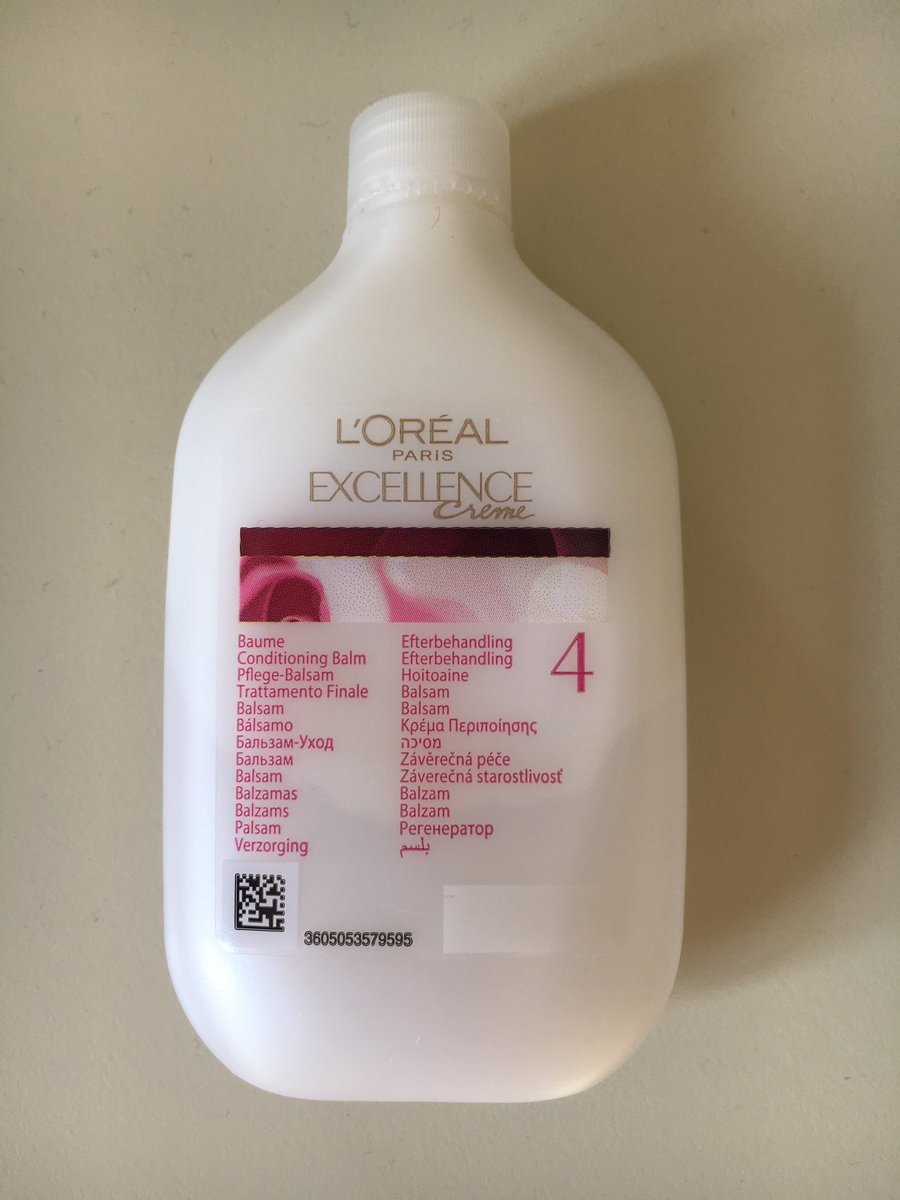 L'ORÉAL
PARIS
EXCELLENCE
Creme
Baume
Conditioning Balm
Pflege-Balsam
Trattamento Finale
Balsam
Bálsamo
Бальзам-Уход
Бальзам
Balsam
Balzamas
Balzams
Palsam
Verzorging
Efterbehandling
Efterbehandling
Hoitoaine
Balsam
Balsam
Κρέμα Περιποίησης
מסיכה
Závěrečná péče
Záverečná starostlivosť
Balzam
Balzam
Регенератор
بلسم
4
3605053579595